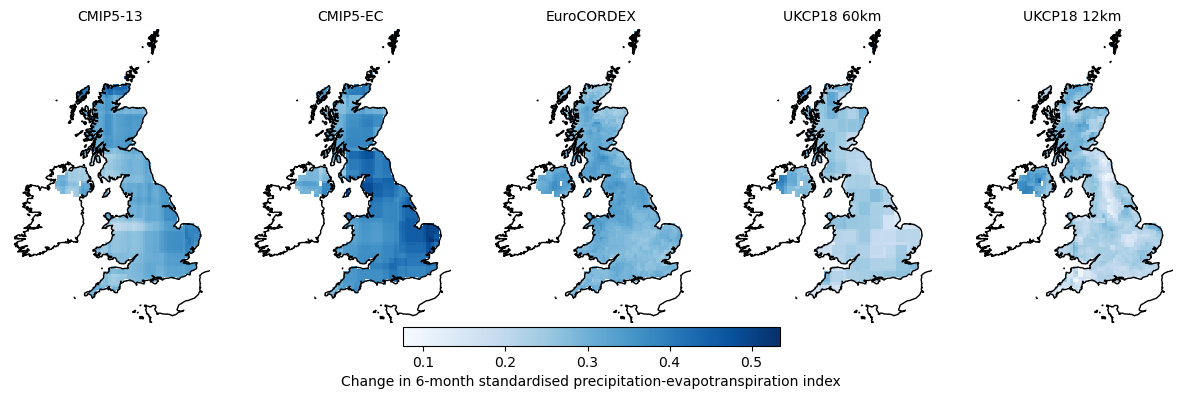 CMIP5-13
CMIP5-EC
EuroCORDEX
UKCP18 60km
UKCP18 12km
0.1
0.2
0.3
0.4
0.5
Change in 6-month standardised precipitation-evapotranspiration index